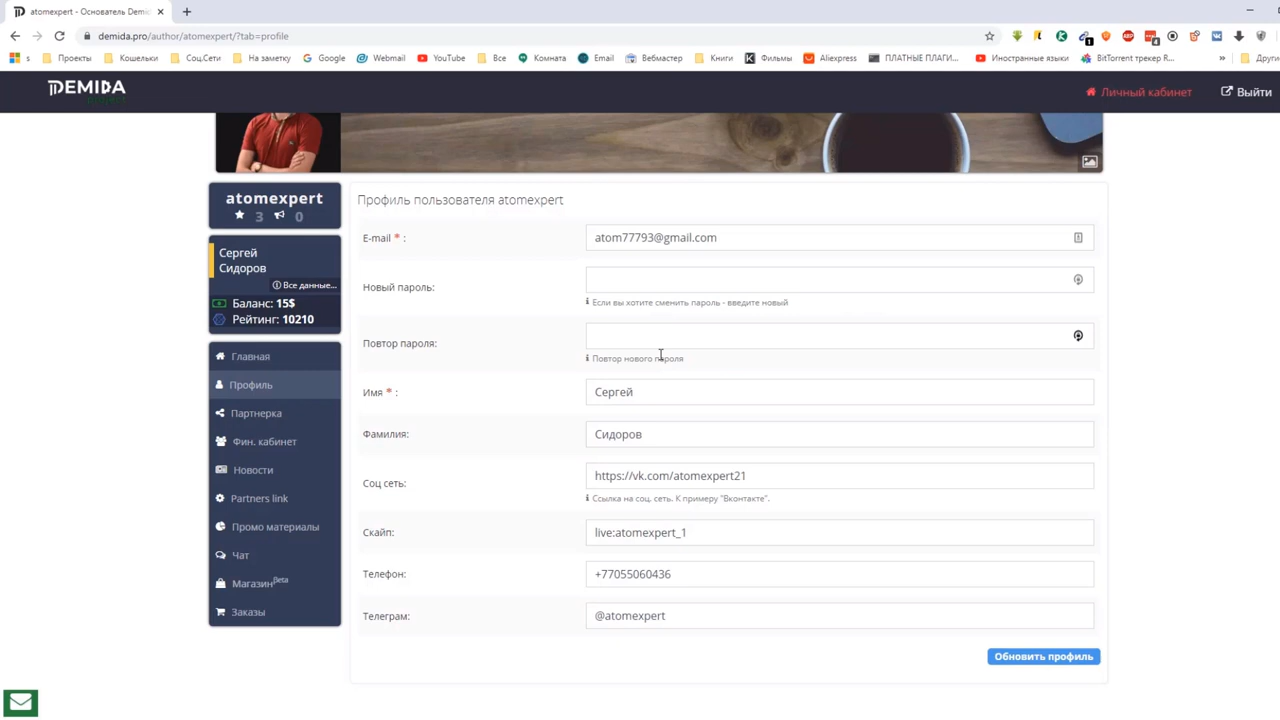 atomexpert - Основатель Demid
demida.pro/author/atomexpert/?tab=profile
s Проекты Кошельки Соц.Сети На заметку Google Webmail YouTube Все Комната Email Вебмастер Книги Фильмы Aliexpress ПЛАТНЫЕ ПЛАГИ... Иностранные языки BitTorrent трекер R... » Други
DEMIDA
Личный кабинет Выйти
atomexpert
3 0
Сергей
Сидоров
Все данные...
Баланс: 15$
Рейтинг: 10210
Главная
Профиль
Партнерка
Фин. кабинет
Новости
Partners link
Промо материалы
Чат
Магазин Beta
Заказы
Профиль пользователя atomexpert
E-mail * : atom77793@gmail.com
Новый пароль:
Если вы хотите сменить пароль - введите новый
Повтор пароля:
Повтор нового пароля
Имя * : Сергей
Фамилия: Сидоров
Соц сеть: https://vk.com/atomexpert21
Ссылка на соц. сеть. К примеру "Вконтакте".
Скайп: live:atomexpert_1
Телефон: +77055060436
Телеграм: @atomexpert
Обновить профиль